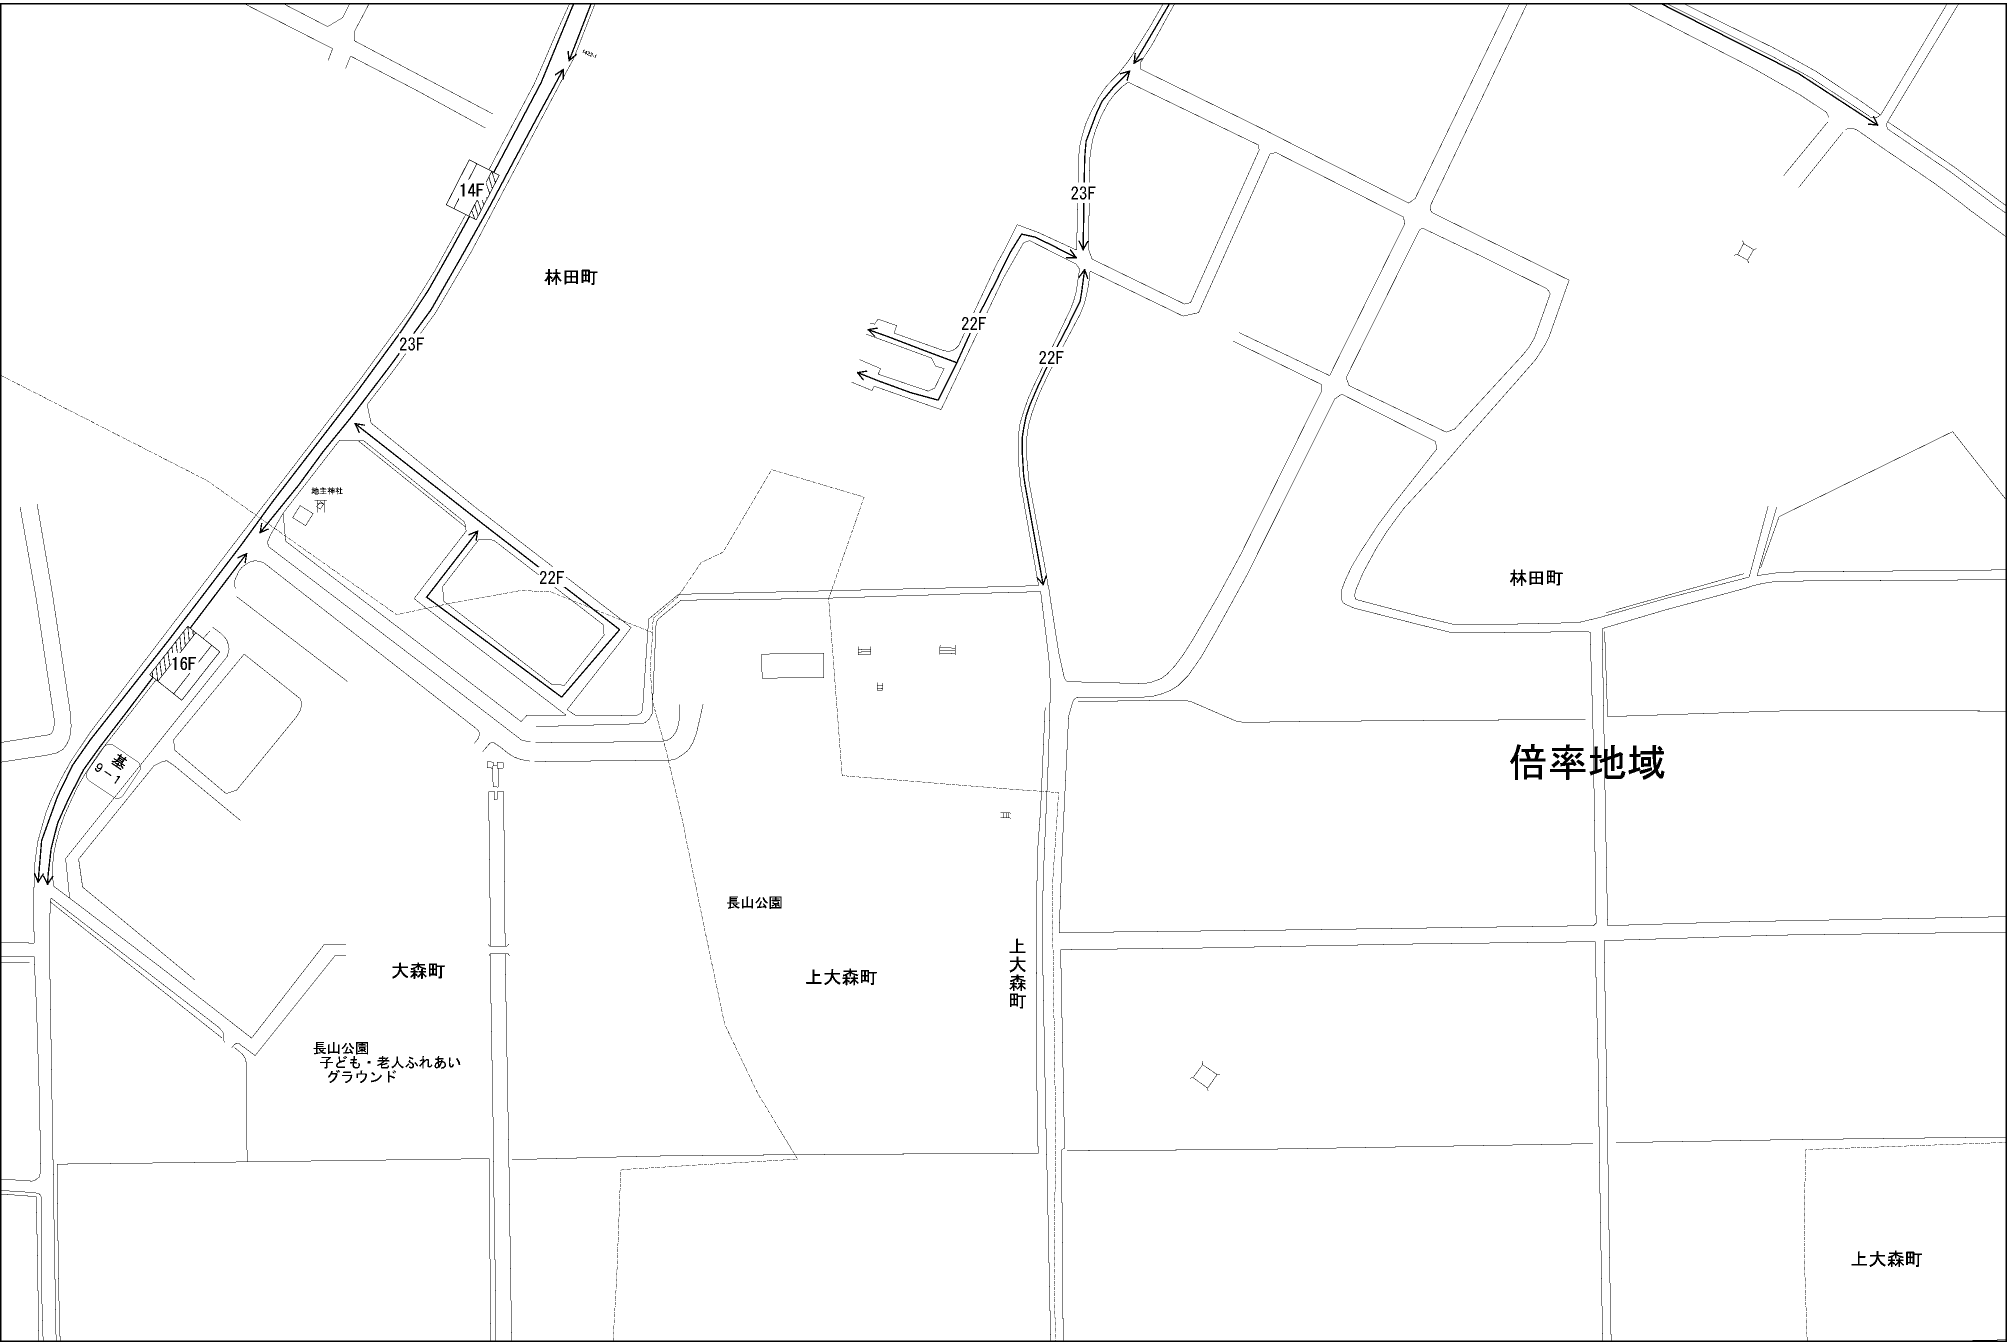 14F
23F
林田町
22F
23F
22F
地主神社
22F
林田町
16F
倍率地域
基
9-1
長山公園
大森町
上大森町
上大森町
長山公園
子ども・老人ふれあい
グラウンド
上大森町